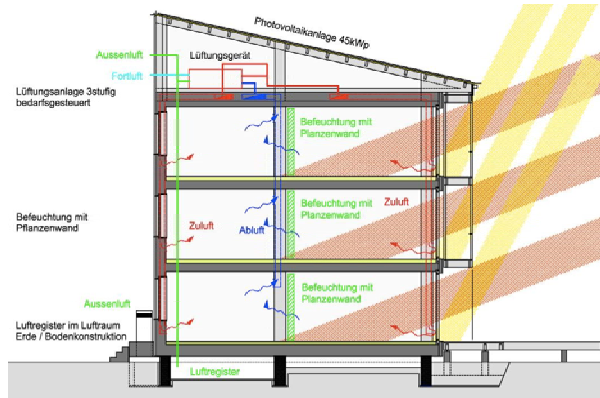 Photovoltaikanlage 45kWp
Aussenluft
Lüftungsgerät
Fortluft
Lüftungsanlage 3stufig
bedarfsgesteuert
Befeuchtung mit
Planzenwand
Befeuchtung mit
Planzenwand
Zuluft
Befeuchtung mit
Pflanzenwand
Zuluft
Abluft
Befeuchtung mit
Planzenwand
Aussenluft
Luftregister im Luftraum
Erde / Bodenkonstruktion
Luftregister